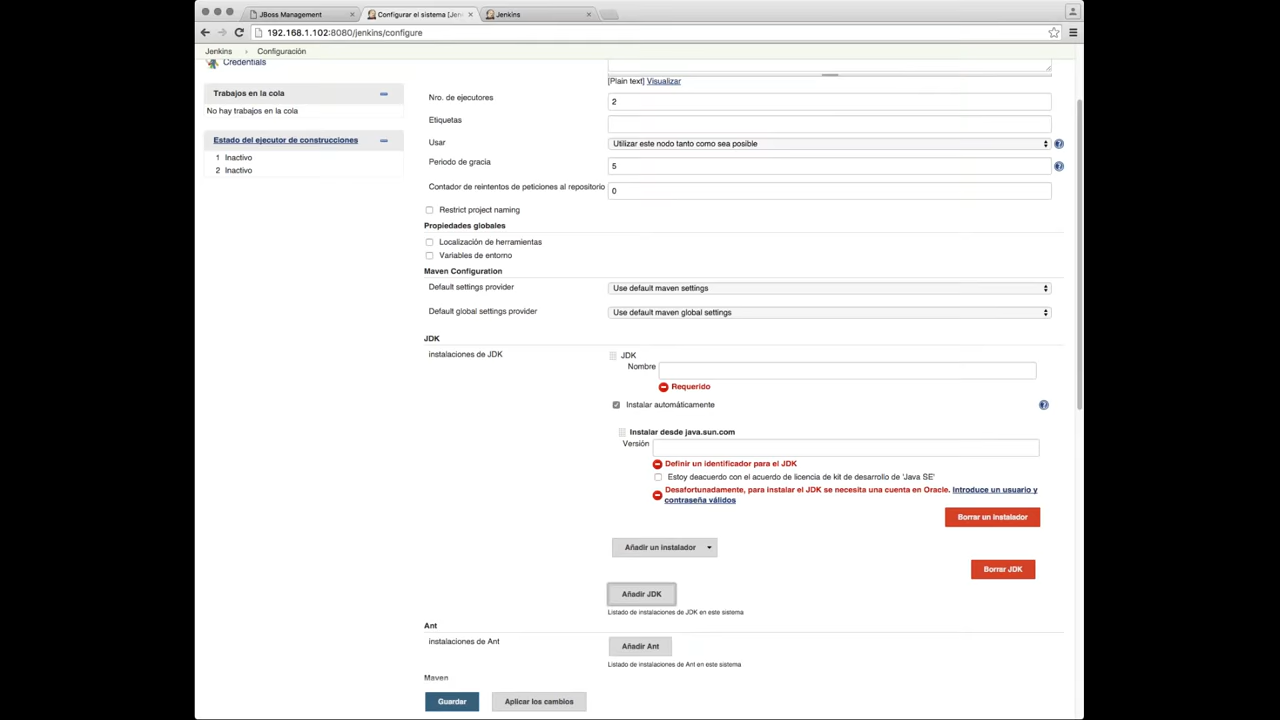 JBoss Management
Configurar el sistema [Jen
Jenkins
192.168.1.102:8080/jenkins/configure
Jenkins
Configuración
Credentials
Trabajos en la cola
No hay trabajos en la cola
Estado del ejecutor de construcciones
1 Inactivo
2 Inactivo
[Plain text] Visualizar
Nro. de ejecutores
2
Etiquetas
Usar
Utilizar este nodo tanto como sea posible
Periodo de gracia
5
Contador de reintentos de peticiones al repositorio
0
Restrict project naming
Propiedades globales
Localización de herramientas
Variables de entorno
Maven Configuration
Default settings provider
Use default maven settings
Default global settings provider
Use default maven global settings
JDK
instalaciones de JDK
JDK
Nombre
Requerido
Instalar automáticamente
Instalar desde java.sun.com
Versión
Definir un identificador para el JDK
Estoy deacuerdo con el acuerdo de licencia de kit de desarrollo de 'Java SE'
Desafortunadamente, para instalar el JDK se necesita una cuenta en Oracle. Introduce un usuario y
contraseña válidos
Borrar un instalador
Añadir un instalador
Borrar JDK
Añadir JDK
Listado de instalaciones de JDK en este sistema
Ant
instalaciones de Ant
Añadir Ant
Listado de instalaciones de Ant en este sistema
Maven
Guardar
Aplicar los cambios